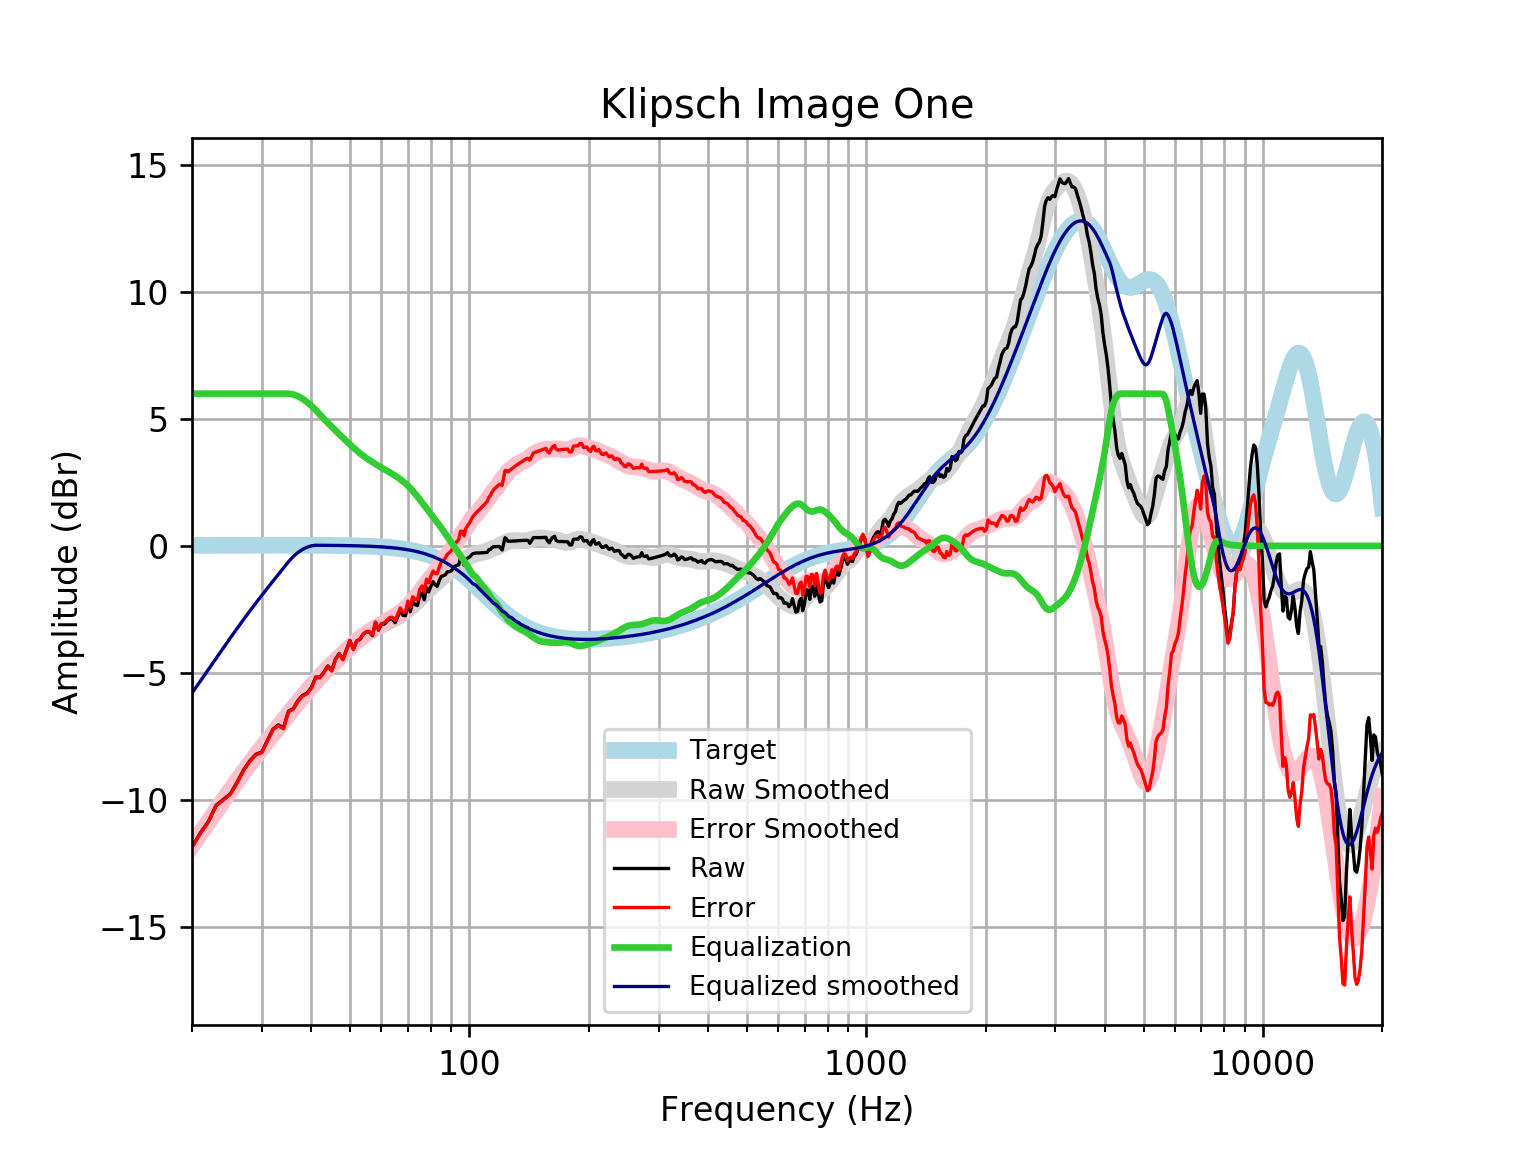 Klipsch Image One
15
10
5
0
−5
−10
−15
Amplitude (dBr)
Target
Raw Smoothed
Error Smoothed
Raw
Error
Equalization
Equalized smoothed
100
1000
10000
Frequency (Hz)